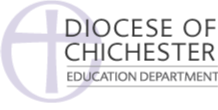 DIOCESE OF
CHICHESTER
EDUCATION DEPARTMENT